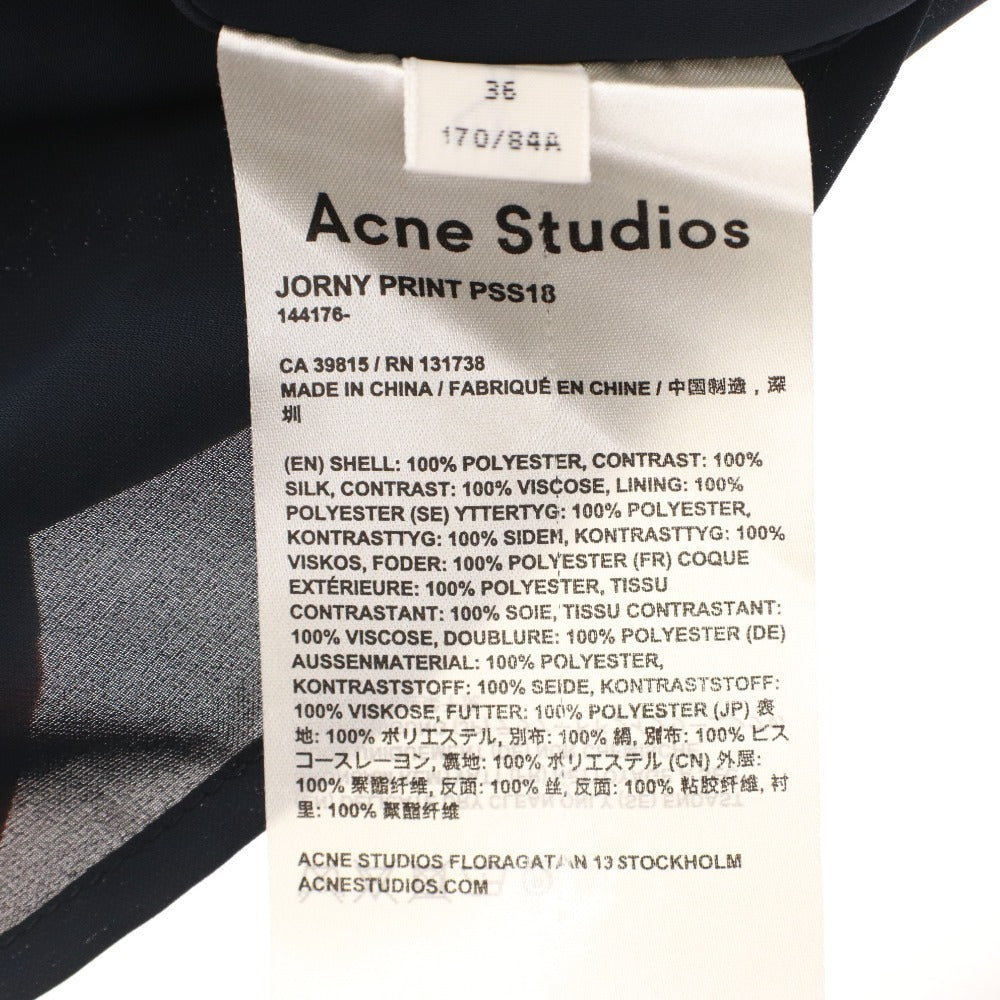 36
170/84A
Acne Studios
JORNY PRINT PSS18
144176-
CA 39815 / RN 131738
MADE IN CHINA / FABRIQUÉ EN CHINE / 中国制造，深
圳
(EN) SHELL: 100% POLYESTER, CONTRAST: 100%
SILK, CONTRAST: 100% VISCOSE, LINING: 100%
POLYESTER (SE) YTTERTYG: 100% POLYESTER,
KONTRASTTYG: 100% SIDEN, KONTRASTTYG: 100%
VISKOS, FODER: 100% POLYESTER (FR) COQUE
EXTÉRIEURE: 100% POLYESTER, TISSU
CONTRASTANT: 100% SOIE, TISSU CONTRASTANT:
100% VISCOSE, DOUBLURE: 100% POLYESTER (DE)
AUSSENMATERIAL: 100% POLYESTER,
KONTRASTSTOFF: 100% SEIDE, KONTRASTSTOFF:
100% VISKOSE, FUTTER: 100% POLYESTER (JP) 表
地: 100% ポリエステル, 別布: 100% 絹, 別布: 100% ビス
コースレーヨン, 裏地: 100% ポリエステル (CN) 外层:
100% 聚酯纤维, 反面: 100% 丝, 反面: 100% 粘胶纤维, 衬
里: 100% 聚酯纤维
ACNE STUDIOS FLORAGATAN 13 STOCKHOLM
ACNESTUDIOS.COM